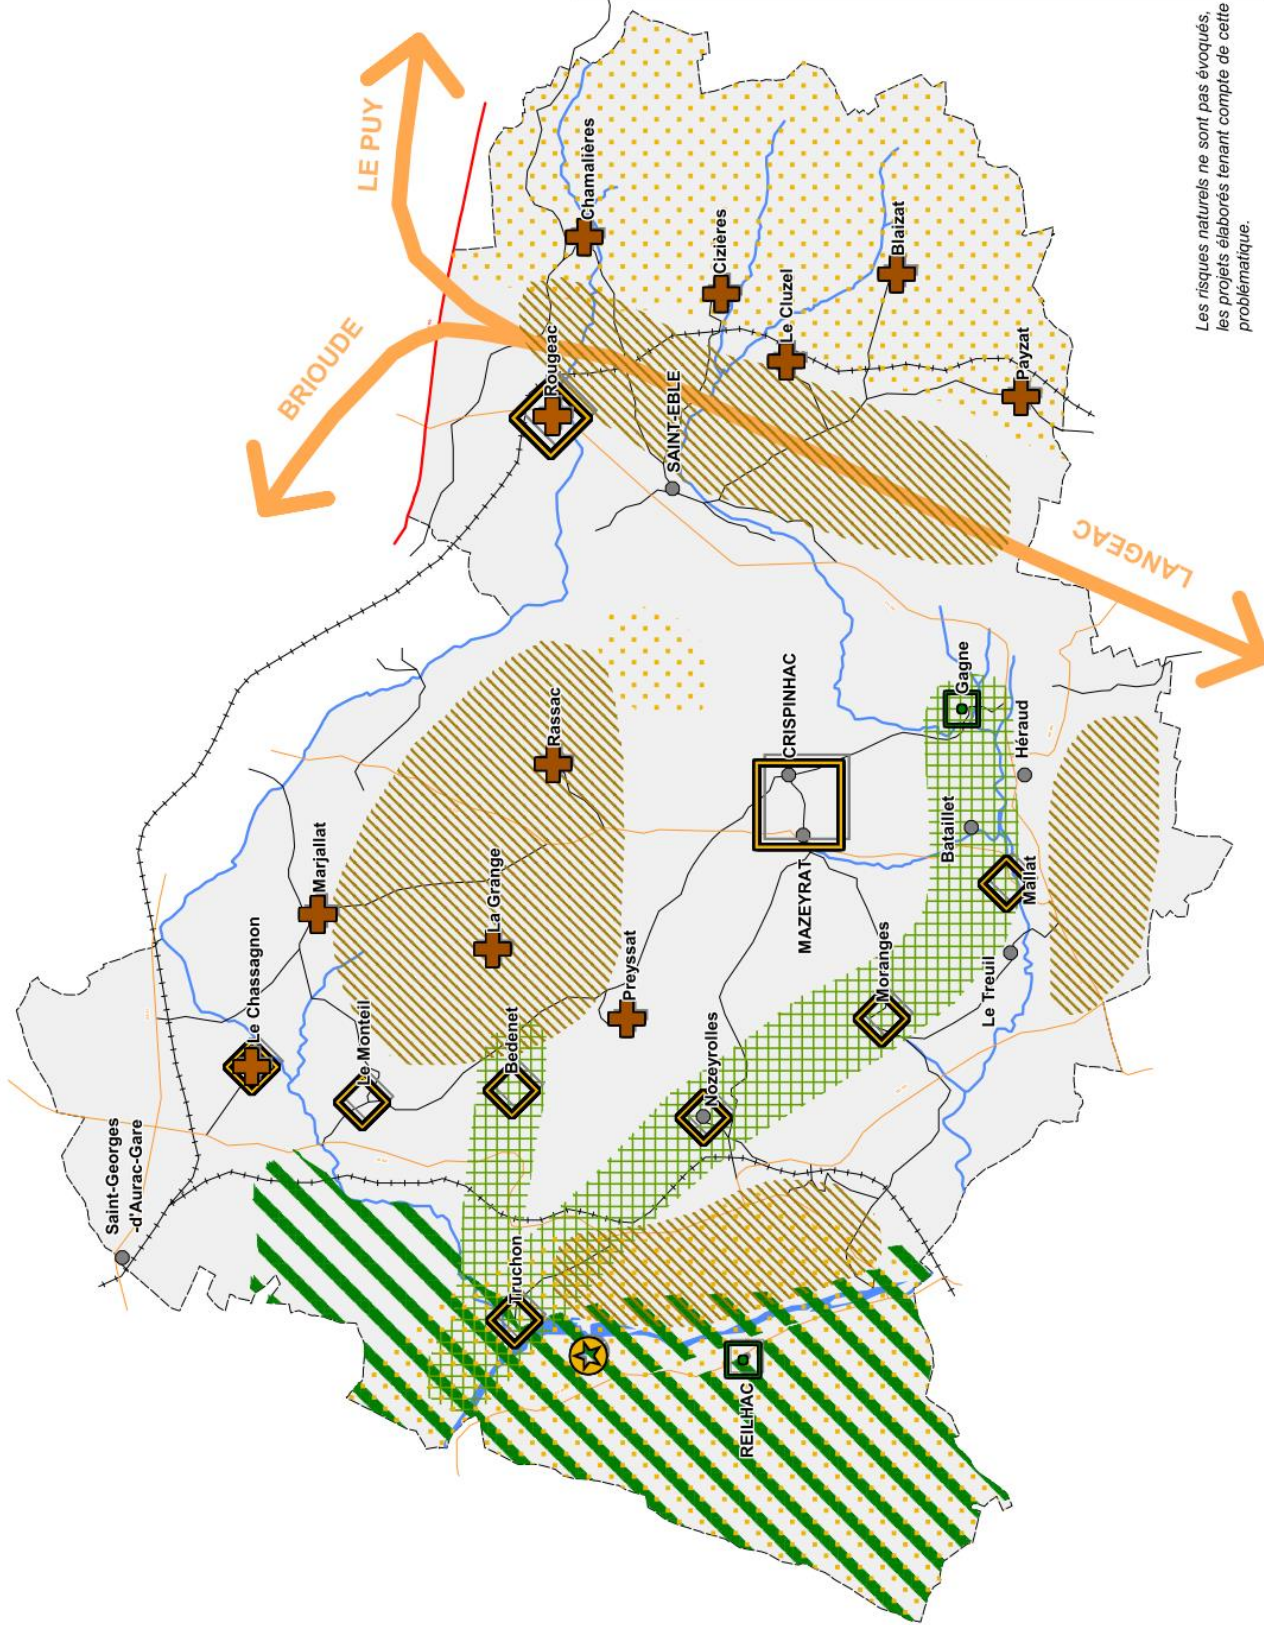 LE PUY
BRIOUDE
LANGEAC
Chamalières
Cizières
Blaizat
Le Cluzel
Rougeac
Payzat
SAINT-EBLE
Gagne
CRISPINHAC
Rassac
Héraud
Bataillet
Marjallat
La Grange
Mallat
MAZEYRAT
Le Chassagnon
Moranges
Preyssat
Le Treuil
Le Monteil
Bedenet
Nozeyrolles
Saint-Georges
-d'Aurac-Gare
Truchon
REILHAC
Les risques naturels ne sont pas évoqués,
les projets élaborés tenant compte de cette
problématique.